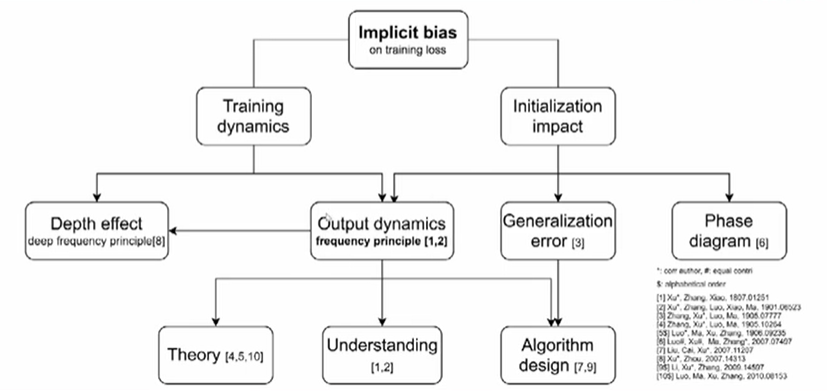 Implicit bias
on training loss
Training
dynamics
Initialization
impact
Depth effect
deep frequency principle[8]
Output dynamics
frequency principle [1,2]
Generalization
error [3]
Phase
diagram [6]
Theory [4,5,10]
Understanding
[1,2]
Algorithm
design [7,9]
*: corr author, #: equal contri
$: alphabetical order
[1] Xu*, Zhang, Xiao, 1807.01251
[2] Xu*, Zhang, Luo, Xiao, Ma, 1901.06523
[3] Zhang, Xu*, Luo, Ma, 1905.07777
[4] Zhang, Xu*, Luo, Ma, 1905.10264
[5$] Luo*, Ma, Xu, Zhang, 1906.09235
[6] Luo#, Xu#, Ma, Zhang*, 2007.07497
[7] Liu, Cai, Xu*, 2007.11207
[8] Xu*, Zhou, 2007.14313
[9$] Li, Xu*, Zhang, 2009.14597
[10$] Luo, Ma, Xu, Zhang, 2010.08153